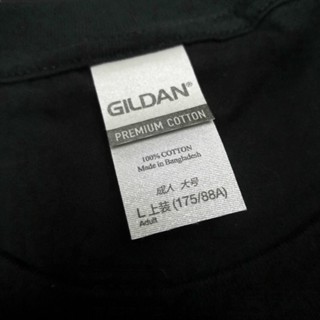 GILDAN®
PREMIUM COTTON
100% COTTON
Made in Bangladesh
成人 大号
L 上装 (175/88A)
Adult